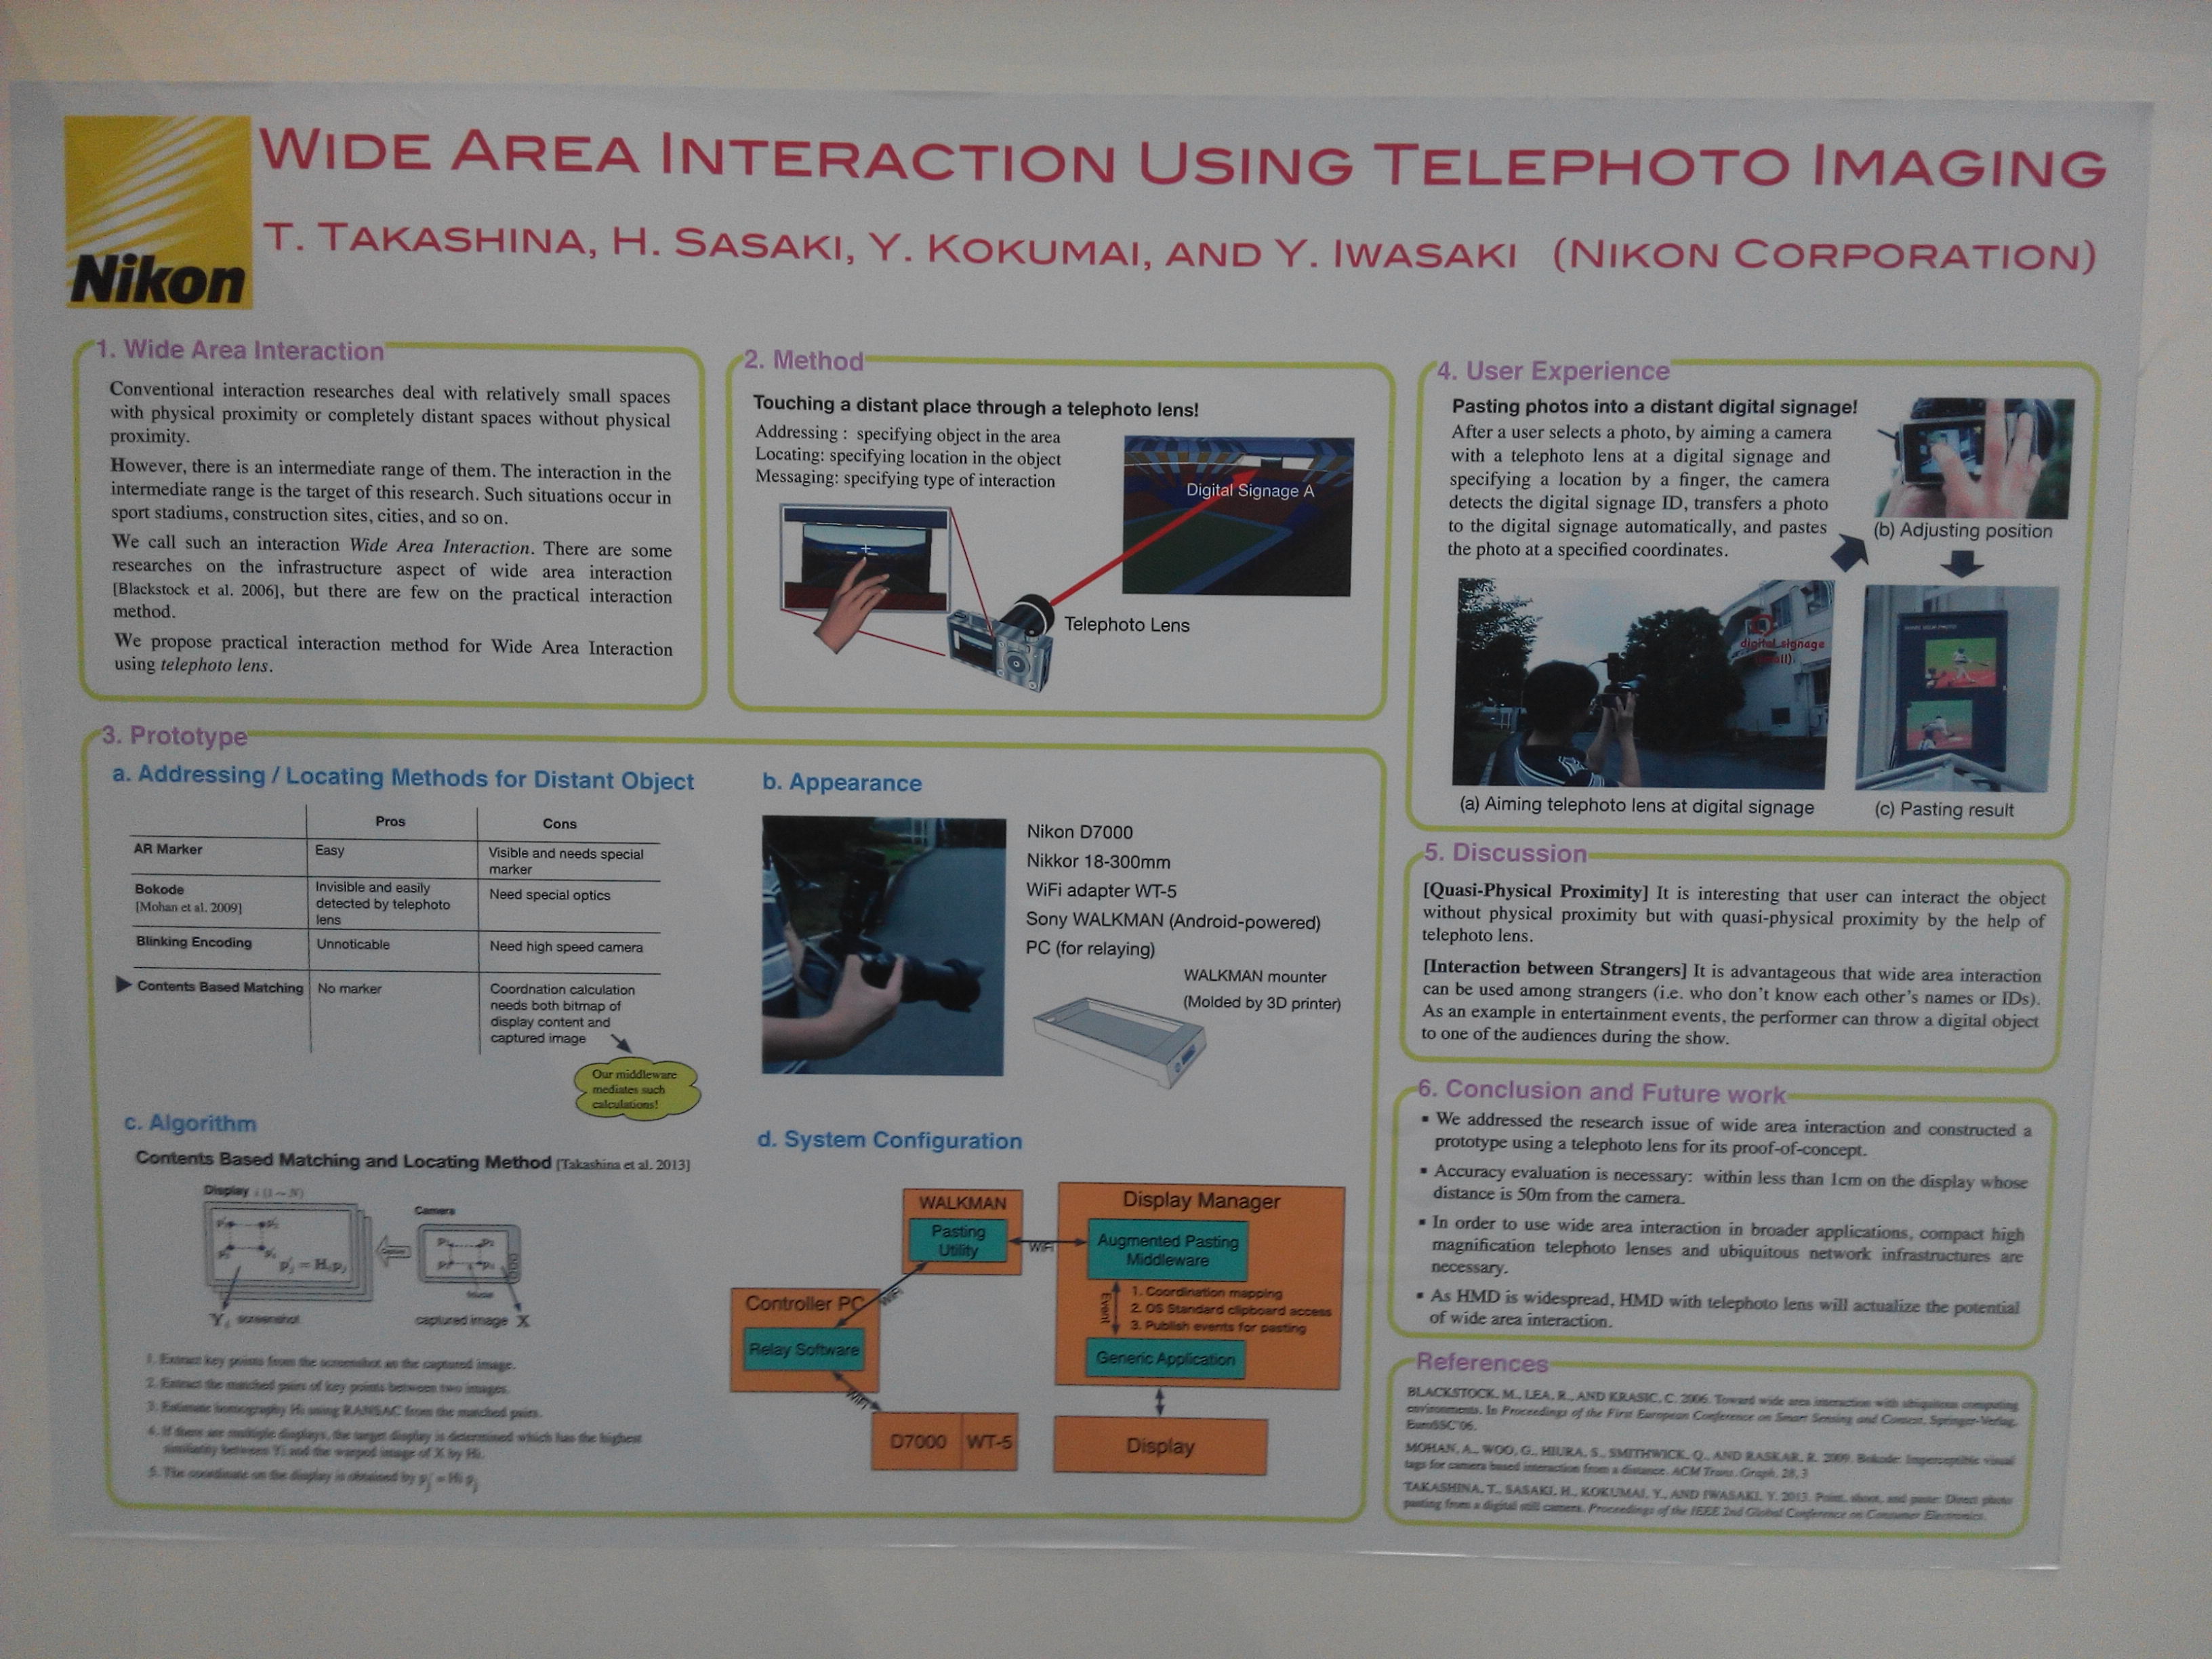 Nikon
WIDE AREA INTERACTION USING TELEPHOTO IMAGING
T. TAKASHINA, H. SASAKI, Y. KOKUMAI, AND Y. IWASAKI (NIKON CORPORATION)
1. Wide Area Interaction
Conventional interaction researches deal with relatively small spaces
with physical proximity or completely distant spaces without physical
proximity.
However, there is an intermediate range of them. The interaction in the
intermediate range is the target of this research. Such situations occur in
sport stadiums, construction sites, cities, and so on.
We call such an interaction Wide Area Interaction. There are some
researches on the infrastructure aspect of wide area interaction
[Blackstock et al. 2006], but there are few on the practical interaction
method.
We propose practical interaction method for Wide Area Interaction
using telephoto lens.
2. Method
Touching a distant place through a telephoto lens!
Addressing : specifying object in the area
Locating: specifying location in the object
Messaging: specifying type of interaction
Digital Signage A
Telephoto Lens
3. Prototype
a. Addressing / Locating Methods for Distant Object
Pros
Cons
AR Marker
Easy
Visible and needs special
marker
Bokode
[Mohan et al. 2009]
Invisible and easily
detected by telephoto
lens
Need special optics
Blinking Encoding
Unnoticable
Need high speed camera
Contents Based Matching
No marker
Coordnation calculation
needs both bitmap of
display content and
captured image
Our middleware
mediates such
calculations!
b. Appearance
Nikon D7000
Nikkor 18-300mm
WiFi adapter WT-5
Sony WALKMAN (Android-powered)
PC (for relaying)
WALKMAN mounter
(Molded by 3D printer)
c. Algorithm
Contents Based Matching and Locating Method [Takashina et al. 2013]
Display i (1~N)
Camera
captured image X
screenshot
1. Extract key points from the screenshot as the captured image.
2. Extract the matched pairs of key points between two images.
3. Estimate homography Hi using RANSAC from the matched pairs.
4. If there are multiple displays, the target display is determined which has the highest
similarity between Yi and the warped image of X by Hi.
5. The coordinate on the display is obtained by p'j = Hi pj
d. System Configuration
WALKMAN
Pasting
Utility
WiFi
Display Manager
Augmented Pasting
Middleware
Event
1. Coordination mapping
2. OS Standard clipboard access
3. Publish events for pasting
Generic Application
Controller PC
WiFi
Relay Software
WiFi
D7000
WT-5
Display
4. User Experience
Pasting photos into a distant digital signage!
After a user selects a photo, by aiming a camera
with a telephoto lens at a digital signage and
specifying a location by a finger, the camera
detects the digital signage ID, transfers a photo
to the digital signage automatically, and pastes
the photo at a specified coordinates.
(b) Adjusting position
digital signage
(a) Aiming telephoto lens at digital signage
(c) Pasting result
5. Discussion
[Quasi-Physical Proximity] It is interesting that user can interact the object
without physical proximity but with quasi-physical proximity by the help of
telephoto lens.
[Interaction between Strangers] It is advantageous that wide area interaction
can be used among strangers (i.e. who don't know each other's names or IDs).
As an example in entertainment events, the performer can throw a digital object
to one of the audiences during the show.
6. Conclusion and Future work
▪ We addressed the research issue of wide area interaction and constructed a
prototype using a telephoto lens for its proof-of-concept.
▪ Accuracy evaluation is necessary: within less than 1cm on the display whose
distance is 50m from the camera.
▪ In order to use wide area interaction in broader applications, compact high
magnification telephoto lenses and ubiquitous network infrastructures are
necessary.
▪ As HMD is widespread, HMD with telephoto lens will actualize the potential
of wide area interaction.
References
BLACKSTOCK, M., LEA, R., AND KRASIC, C. 2006. Toward wide area interaction with ubiquitous computing
environments. In Proceedings of the First European Conference on Smart Sensing and Context, Springer-Verlag,
EuroSSC'06.
MOHAN, A., WOO, G., HIURA, S., SMITHWICK, Q., AND RASKAR, R. 2009. Bokode: Imperceptible visual
tags for camera based interaction from a distance. ACM Trans. Graph. 28, 3
TAKASHINA, T., SASAKI, H., KOKUMAI, Y., AND IWASAKI, Y. 2013. Point, shoot, and paste: Direct photo
pasting from a digital still camera. Proceedings of the IEEE 2nd Global Conference on Consumer Electronics.